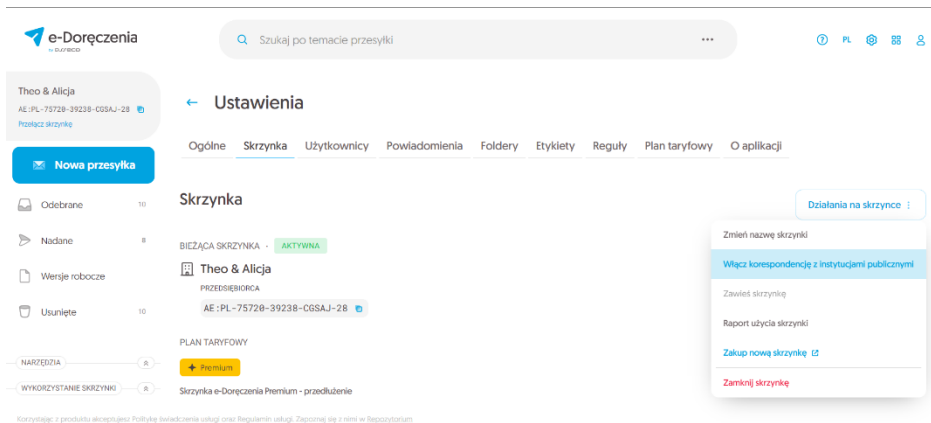 e-Doręczenia
by asseco
Szukaj po temacie przesyłki
PL
Theo & Alicja
AE:PL-75720-39238-CGSAJ-28
Przełącz skrzynkę
Nowa przesyłka
Odebrane 10
Nadane 8
Wersje robocze
Usunięte 10
NARZĘDZIA
WYKORZYSTANIE SKRZYNKI
← Ustawienia
Ogólne Skrzynka Użytkownicy Powiadomienia Foldery Etykiety Reguły Plan taryfowy O aplikacji
Skrzynka
Działania na skrzynce
Zmień nazwę skrzynki
Włącz korespondencję z instytucjami publicznymi
Zawieś skrzynkę
Raport użycia skrzynki
Zakup nową skrzynkę
Zamknij skrzynkę
BIEŻĄCA SKRZYNKA - AKTYWNA
Theo & Alicja
PRZEDSIĘBIORCA
AE:PL-75720-39238-CGSAJ-28
PLAN TARYFOWY
Premium
Skrzynka e-Doręczenia Premium - przedłużenie
Korzystając z produktu akceptujesz Politykę świadczenia usługi oraz Regulamin usługi. Zapoznaj się z nimi w Repozytorium